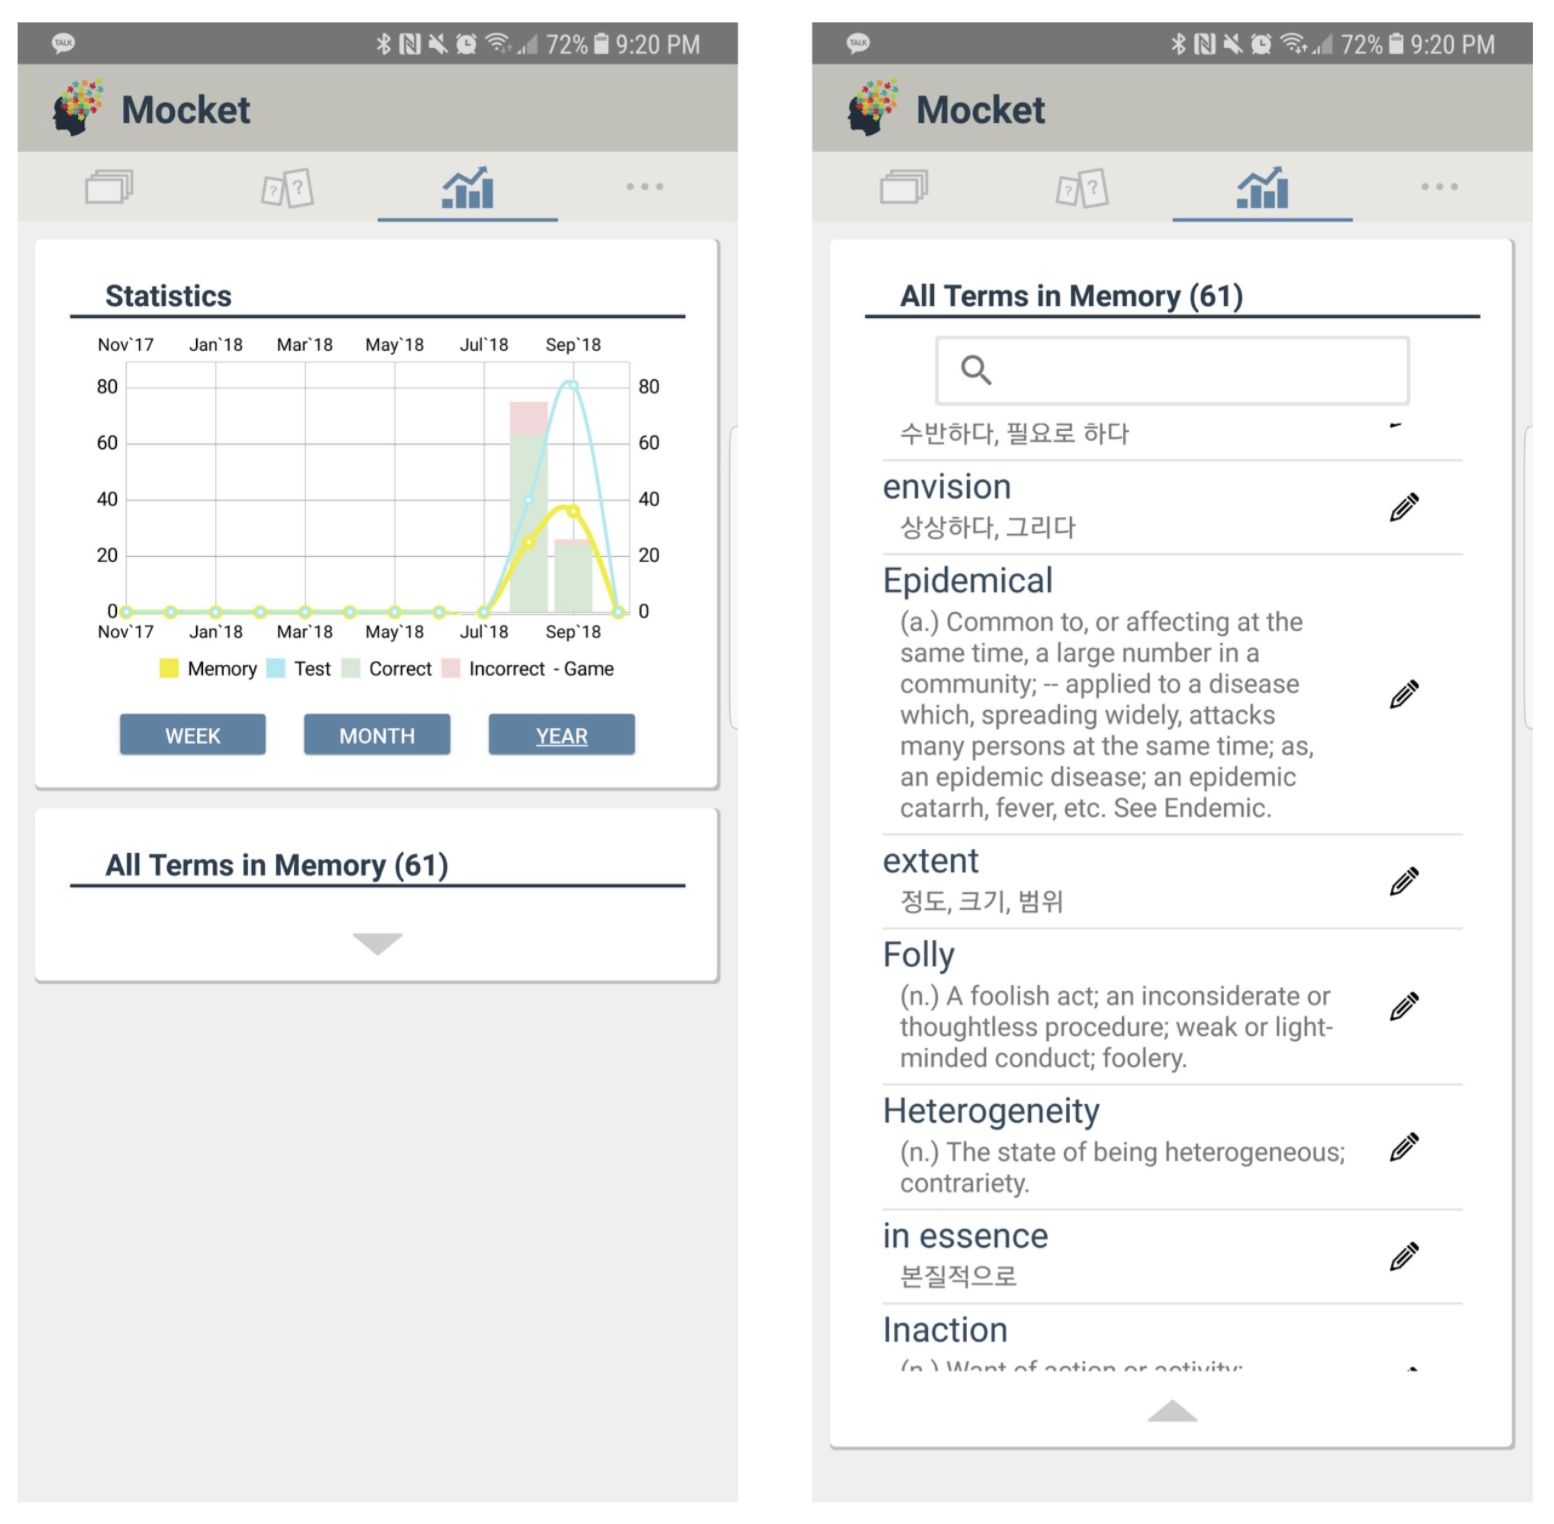 TALK
72% 9:20 PM
Mocket
? ?
Statistics
Nov`17 Jan`18 Mar`18 May`18 Jul`18 Sep`18
80 80
60 60
40 40
20 20
0 0
Nov`17 Jan`18 Mar`18 May`18 Jul`18 Sep`18
Memory Test Correct Incorrect - Game
WEEK MONTH YEAR
All Terms in Memory (61)
TALK
72% 9:20 PM
Mocket
? ?
All Terms in Memory (61)
수반하다, 필요로 하다
envision
상상하다, 그리다
Epidemical
(a.) Common to, or affecting at the
same time, a large number in a
community; -- applied to a disease
which, spreading widely, attacks
many persons at the same time; as,
an epidemic disease; an epidemic
catarrh, fever, etc. See Endemic.
extent
정도, 크기, 범위
Folly
(n.) A foolish act; an inconsiderate or
thoughtless procedure; weak or light-
minded conduct; foolery.
Heterogeneity
(n.) The state of being heterogeneous;
contrariety.
in essence
본질적으로
Inaction
(n.) Want of action or activity;